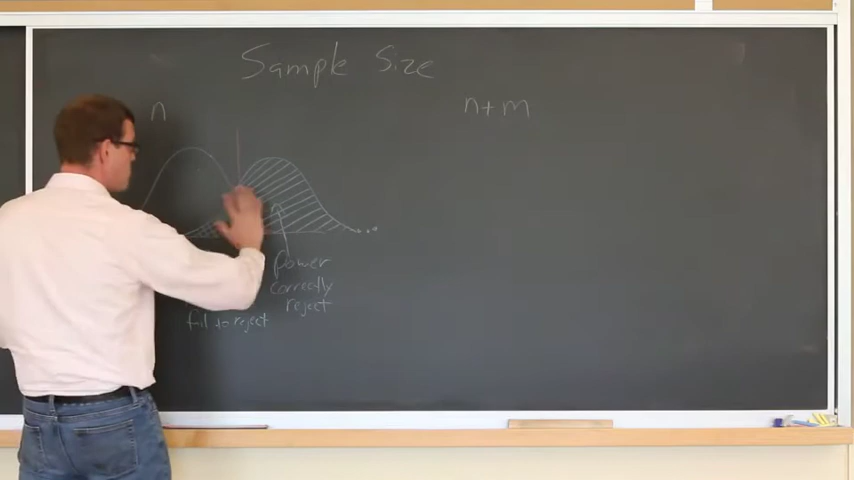 Sample Size
n
n+m
power
correctly
reject
fail to reject